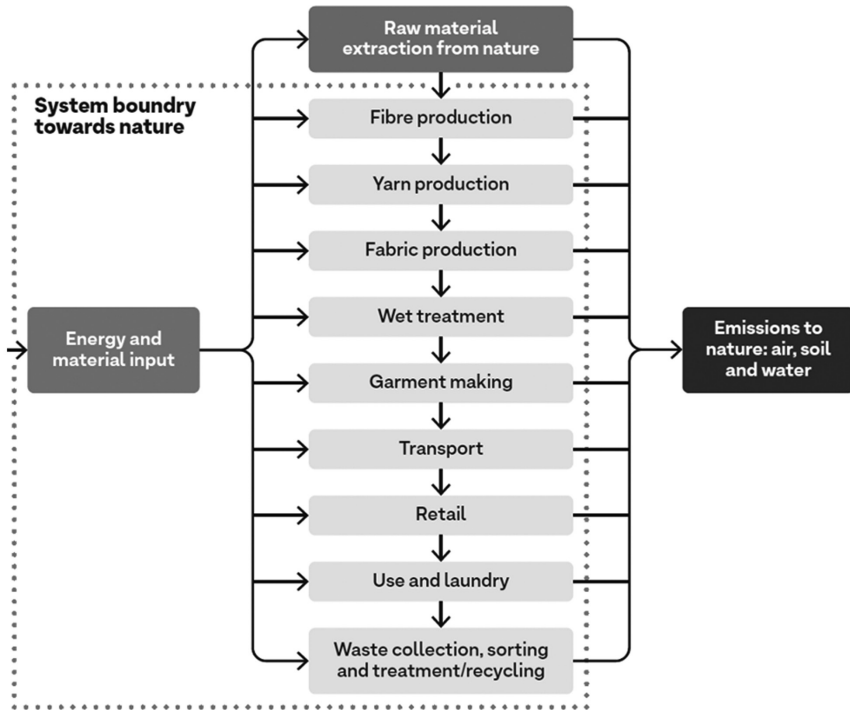 Raw material
extraction from nature
System boundry
towards nature
Fibre production
Yarn production
Fabric production
Wet treatment
Energy and
material input
Emissions to
nature: air, soil
and water
Garment making
Transport
Retail
Use and laundry
Waste collection, sorting
and treatment/recycling